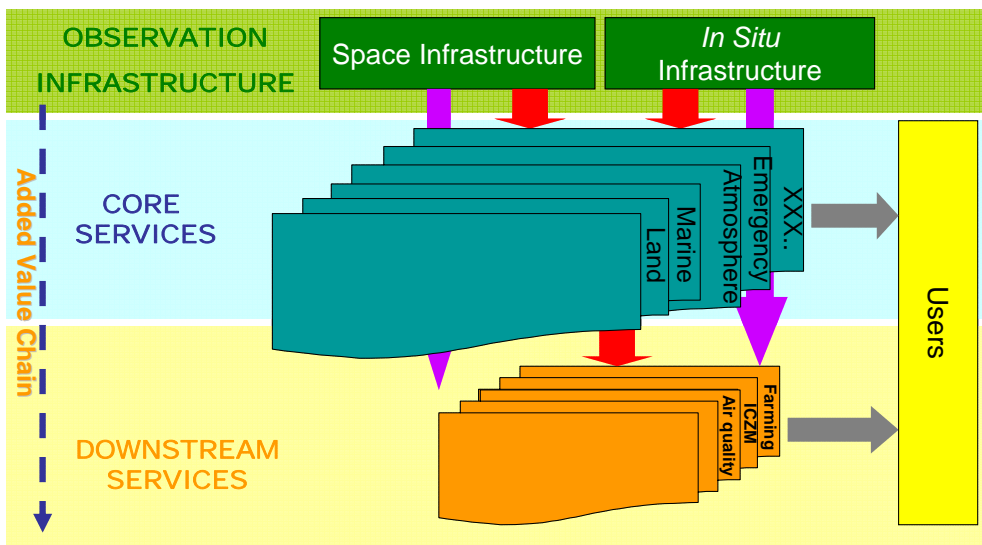 OBSERVATION
INFRASTRUCTURE
Space Infrastructure
In Situ
Infrastructure
Added Value Chain
CORE
SERVICES
Land
Marine
Atmosphere
Emergency
XXX..
Users
DOWNSTREAM
SERVICES
Air quality
ICZM
Farming